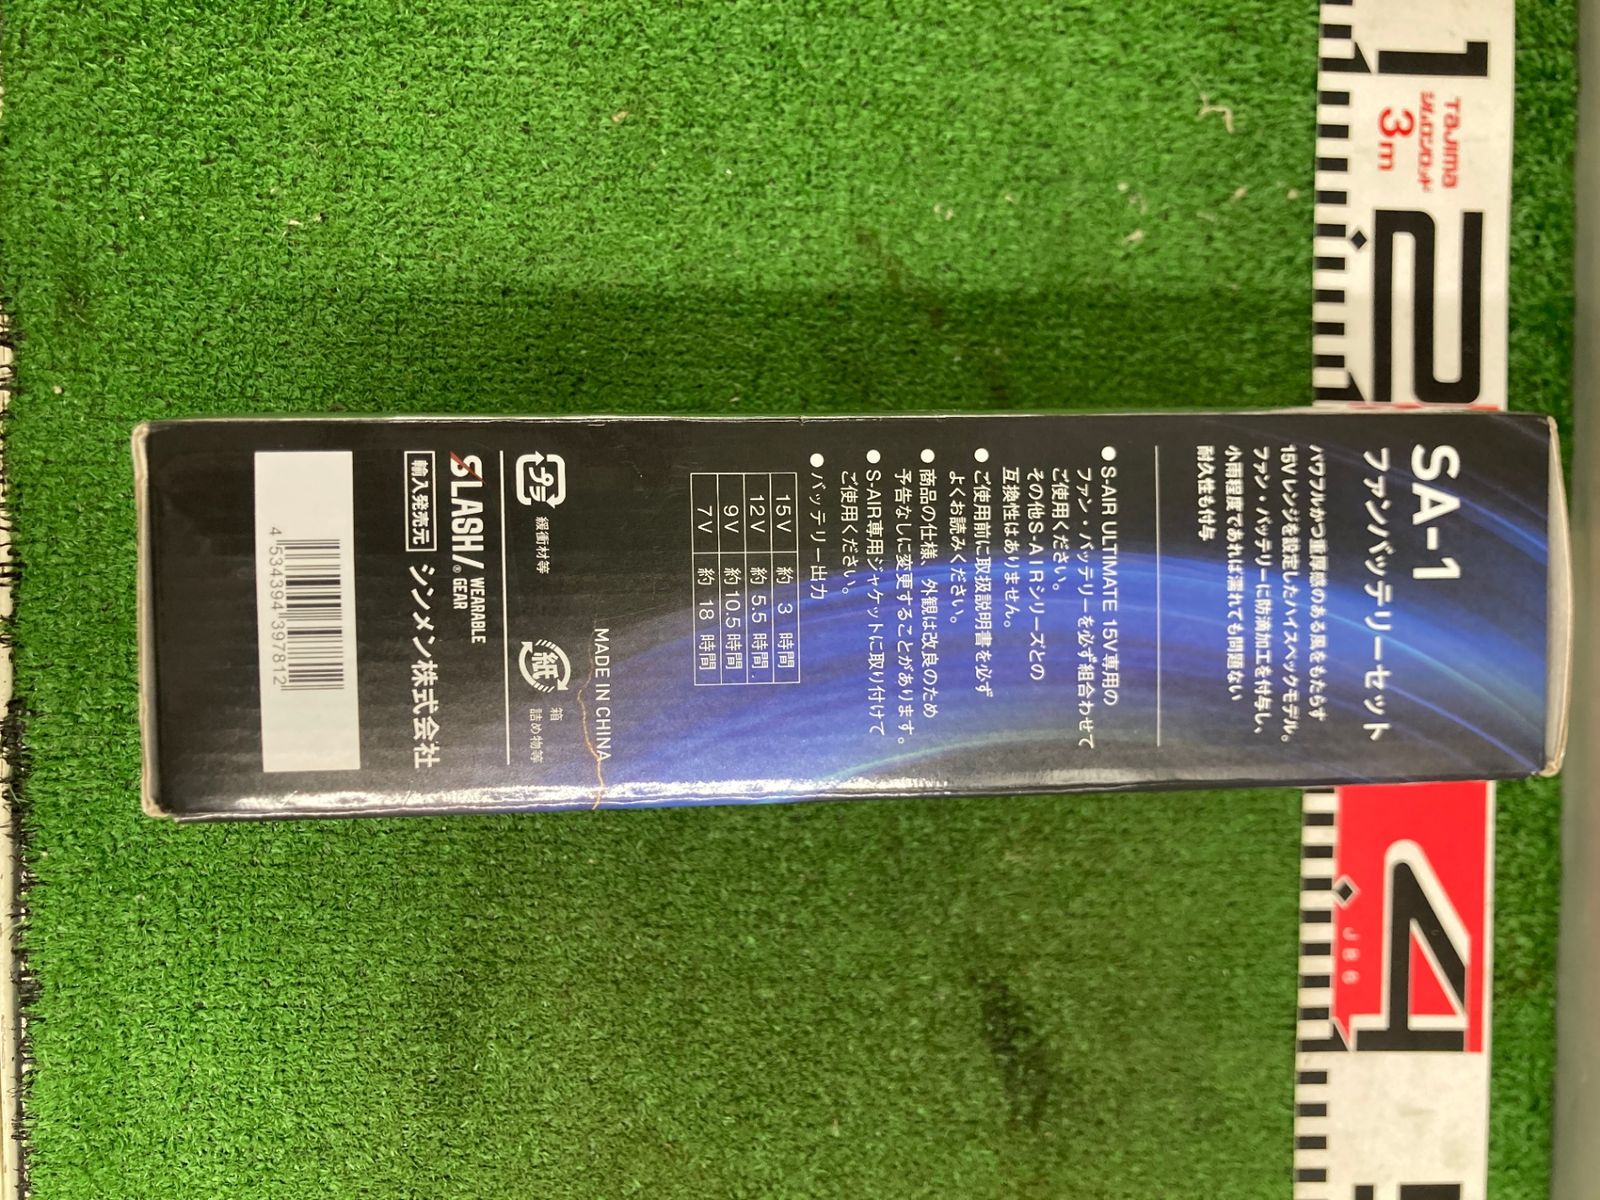 SA-1
ファンバッテリーセット
パワフルかつ重厚感のある風をもたらす
15Vレンジを設定したハイスペックモデル。
ファン・バッテリーに防滴加工を付与し、
小雨程度であれば濡れても問題ない
耐久性も付与
●S-AIR ULTIMATE 15V専用の
ファン・バッテリーを必ず組合わせて
ご使用ください。
その他S-AIRシリーズとの
互換性はありません。
●ご使用前に取扱説明書を必ず
よくお読みください。
●商品の仕様、外観は改良のため
予告なしに変更することがあります。
●S-AIR専用ジャケットに取り付けて
ご使用ください。
●バッテリー出力
15V 約 3 時間
12V 約 5.5 時間
9V 約 10.5 時間
7V 約 18 時間
MADE IN CHINA
プラ 緩衝材等
紙 箱 詰め物等
SLASH/® WEARABLE GEAR
輸入発売元 シンメン株式会社
4534394397812
1
Tajima
ジムロンロッド
3m
2
4
J86